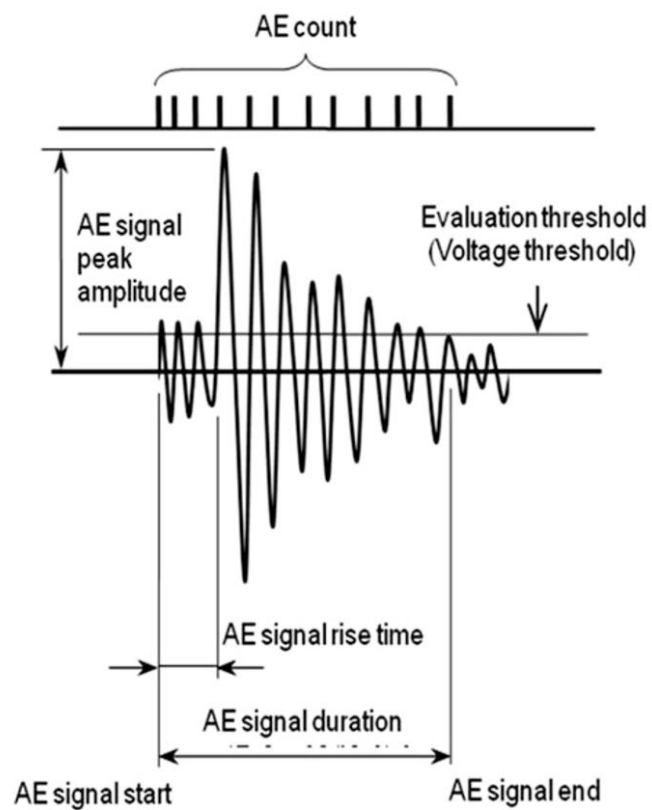 AE count
AE signal
peak
amplitude
Evaluation threshold
(Voltage threshold)
AE signal rise time
AE signal duration
AE signal start
AE signal end